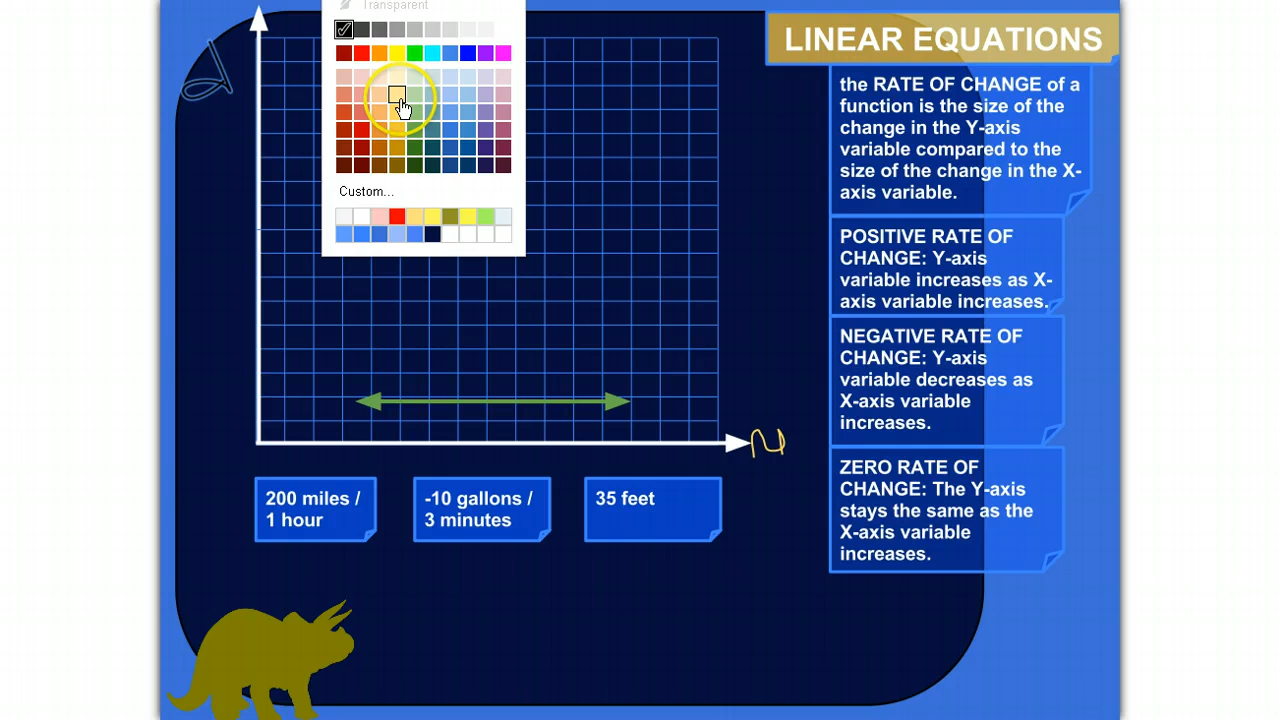 Transparent
LINEAR EQUATIONS
the RATE OF CHANGE of a
function is the size of the
change in the Y-axis
variable compared to the
size of the change in the X-
axis variable.
POSITIVE RATE OF
CHANGE: Y-axis
variable increases as X-
axis variable increases.
NEGATIVE RATE OF
CHANGE: Y-axis
variable decreases as
X-axis variable
increases.
ZERO RATE OF
CHANGE: The Y-axis
stays the same as the
X-axis variable
increases.
Custom...
d
200 miles /
1 hour
-10 gallons /
3 minutes
35 feet